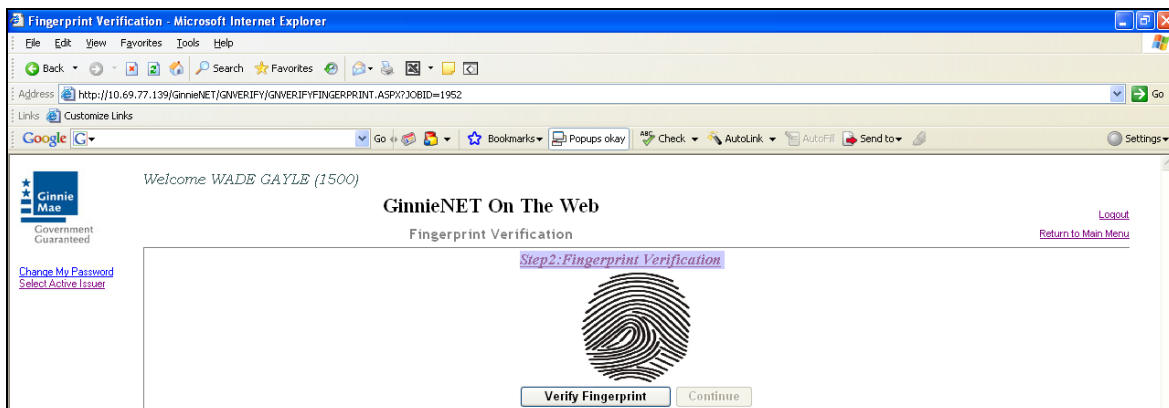 Fingerprint Verification - Microsoft Internet Explorer
File Edit View Favorites Tools Help
Back Search Favorites
Address http://10.69.77.139/GinnieNET/GNVERIFY/GNVERIFYFINGERPRINT.ASPX?JOBID=1952 Go
Links Customize Links
Google G Go Bookmarks Popups okay ABC Check AutoLink AutoFill Send to Settings
Welcome WADE GAYLE (1500)
Ginnie
Mae
Government
Guaranteed
GinnieNET On The Web
Fingerprint Verification
Logout
Return to Main Menu
Change My Password
Select Active Issuer
Step2:Fingerprint Verification
Verify Fingerprint Continue